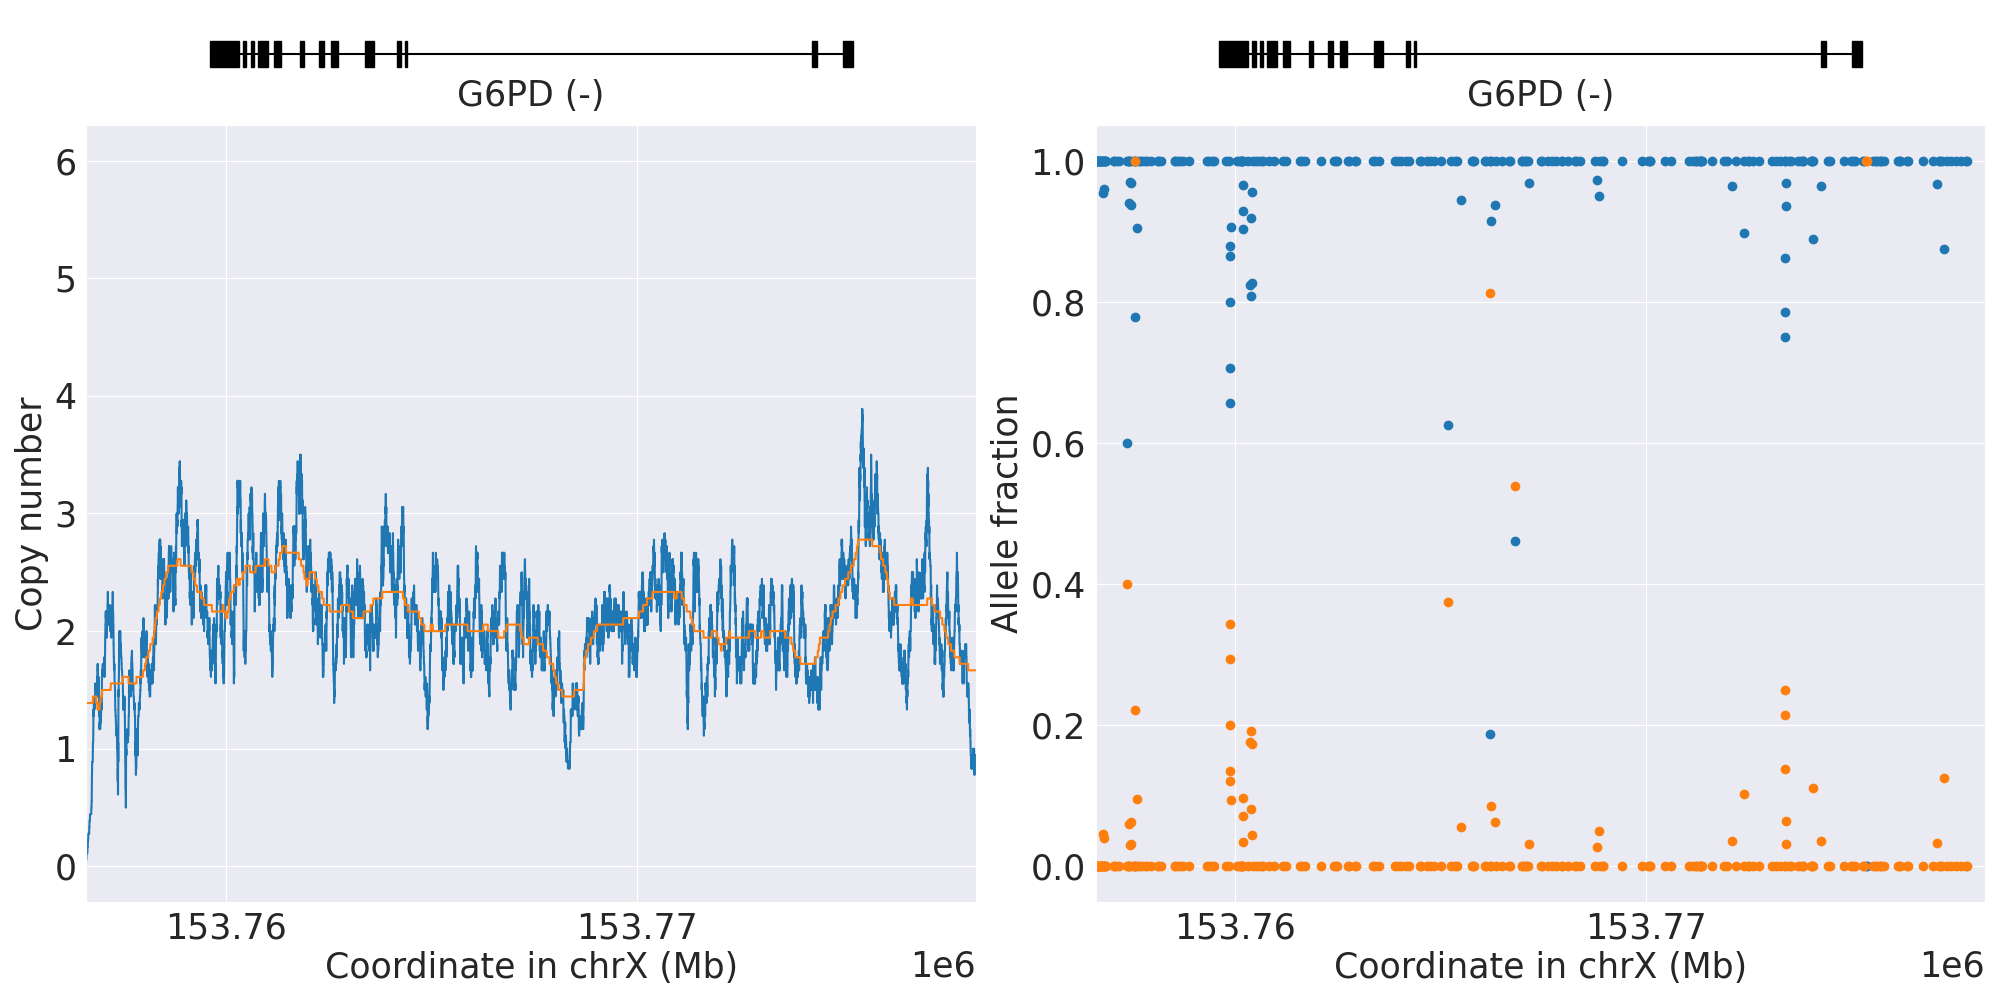 G6PD (-)
6
5
4
3
2
1
0
Copy number
153.76
153.77
Coordinate in chrX (Mb)
1e6
G6PD (-)
1.0
0.8
0.6
0.4
0.2
0.0
Allele fraction
153.76
153.77
Coordinate in chrX (Mb)
1e6